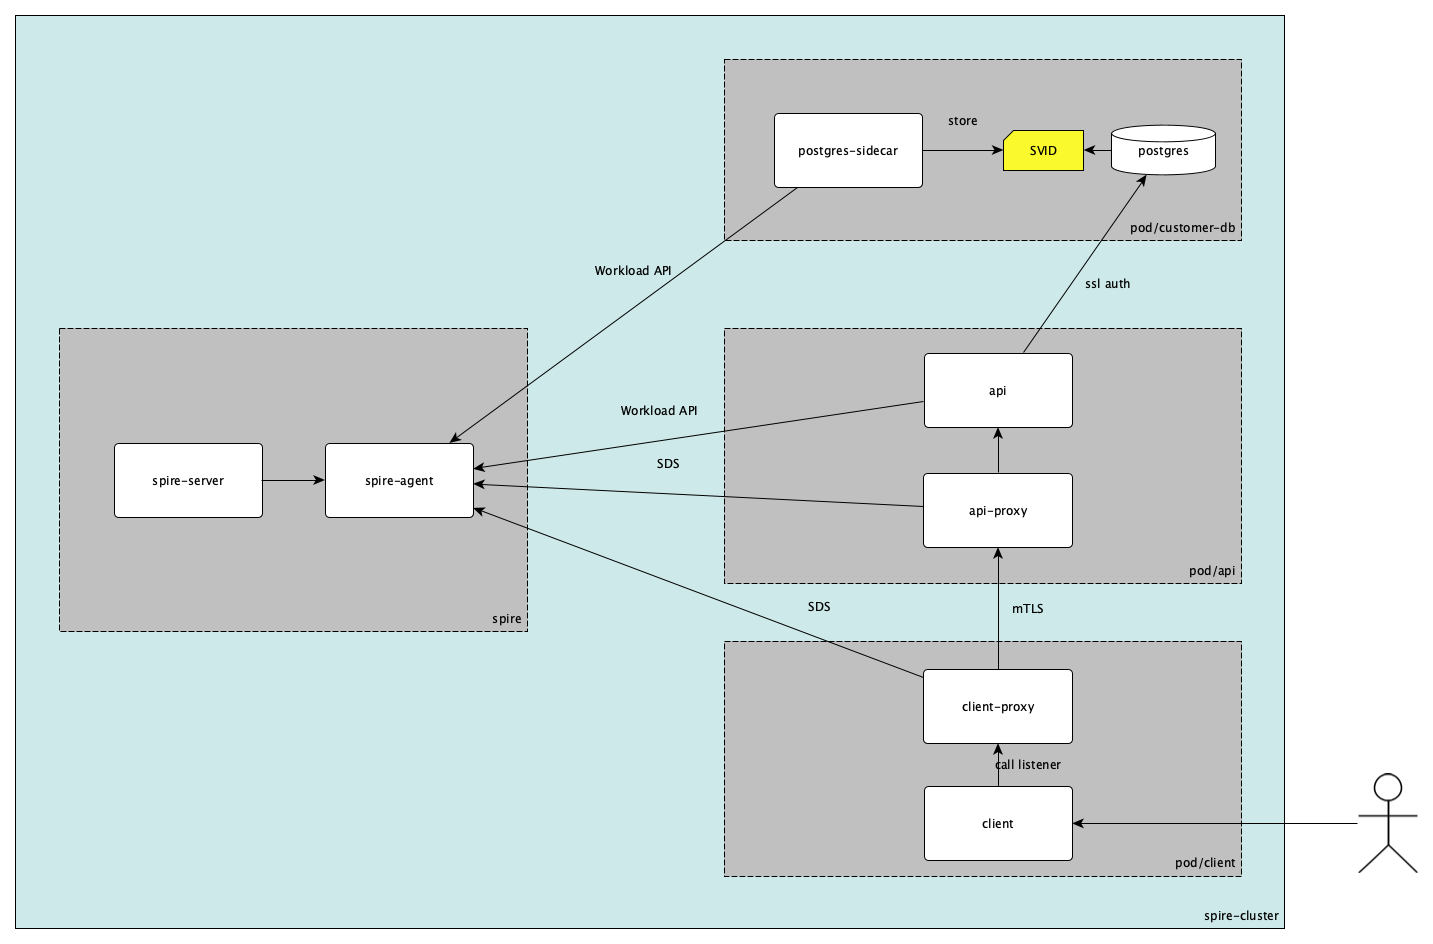 store
postgres-sidecar
SVID
postgres
pod/customer-db
Workload API
ssl auth
api
Workload API
SDS
spire-server
spire-agent
api-proxy
pod/api
SDS
mTLS
spire
client-proxy
call listener
client
pod/client
spire-cluster